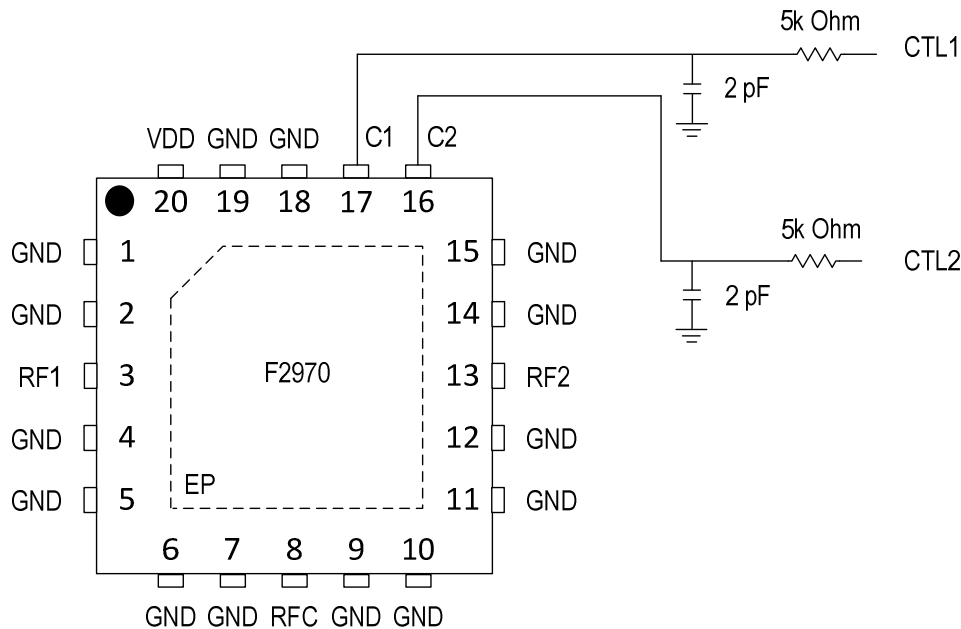 5k Ohm
CTL1
2 pF
VDD GND GND C1 C2
20 19 18 17 16
GND 1 15 GND
5k Ohm
CTL2
2 pF
GND 2 14 GND
RF1 3 F2970 13 RF2
GND 4 12 GND
EP
GND 5 11 GND
6 7 8 9 10
GND GND RFC GND GND